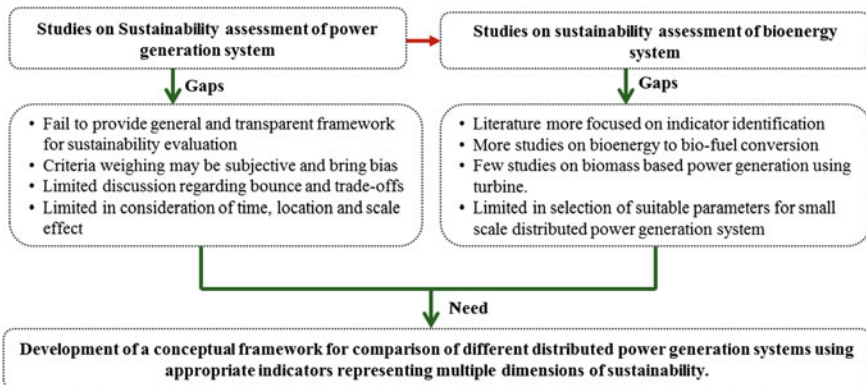 Studies on Sustainability assessment of power
generation system
Studies on sustainability assessment of bioenergy
system
Gaps
Gaps
• Fail to provide general and transparent framework
for sustainability evaluation
• Criteria weighing may be subjective and bring bias
• Limited discussion regarding bounce and trade-offs
• Limited in consideration of time, location and scale
effect
• Literature more focused on indicator identification
• More studies on bioenergy to bio-fuel conversion
• Few studies on biomass based power generation using
turbine.
• Limited in selection of suitable parameters for small
scale distributed power generation system
Need
Development of a conceptual framework for comparison of different distributed power generation systems using
appropriate indicators representing multiple dimensions of sustainability.